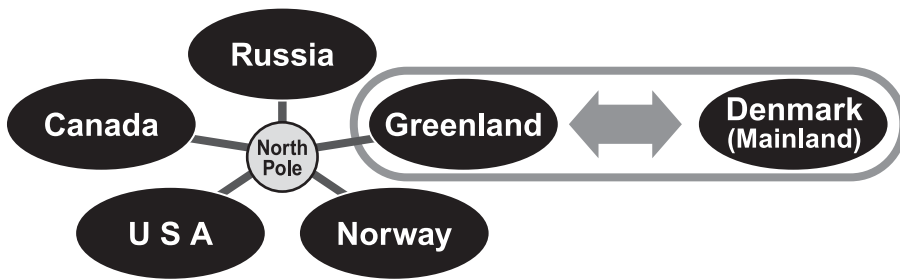 Russia
Canada
Greenland
Denmark
(Mainland)
North
Pole
U S A
Norway